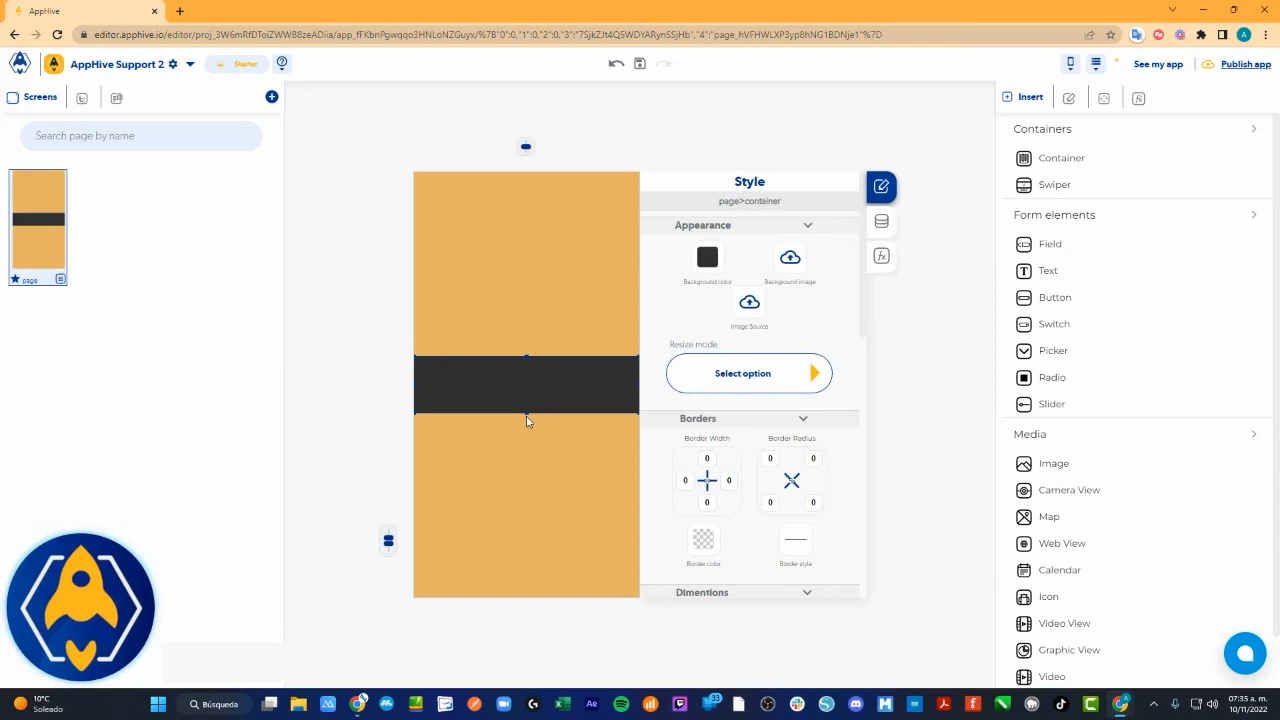 AppHive
editor.apphive.io/editor/proj_3W6mRfDToiZWWB8zeADiia/app_fFKbnPgwqqo3HNLoNZGuyx/%7B"0":0,"1":0,"2":0,"3":"7SjkZJt4Q5WDYARynSSjHb","4":"page_hVFHWLXP3yp8hNG1BDNje1"%7D
A
AppHive Support 2
Starter
See my app
Publish app
Screens
Insert
Search page by name
page
Style
page>container
Appearance
Background color
Background image
Image Source
Resize mode
Select option
Borders
Border Width
Border Radius
0
0
0
0
0
0
0
0
Border color
Border style
Dimentions
fx
Containers
Container
Swiper
Form elements
Field
Text
Button
Switch
Picker
Radio
Slider
Media
Image
Camera View
Map
Web View
Calendar
Icon
Video View
Graphic View
Video
10°C
Soleado
Búsqueda
33
07:35 a. m.
10/11/2022